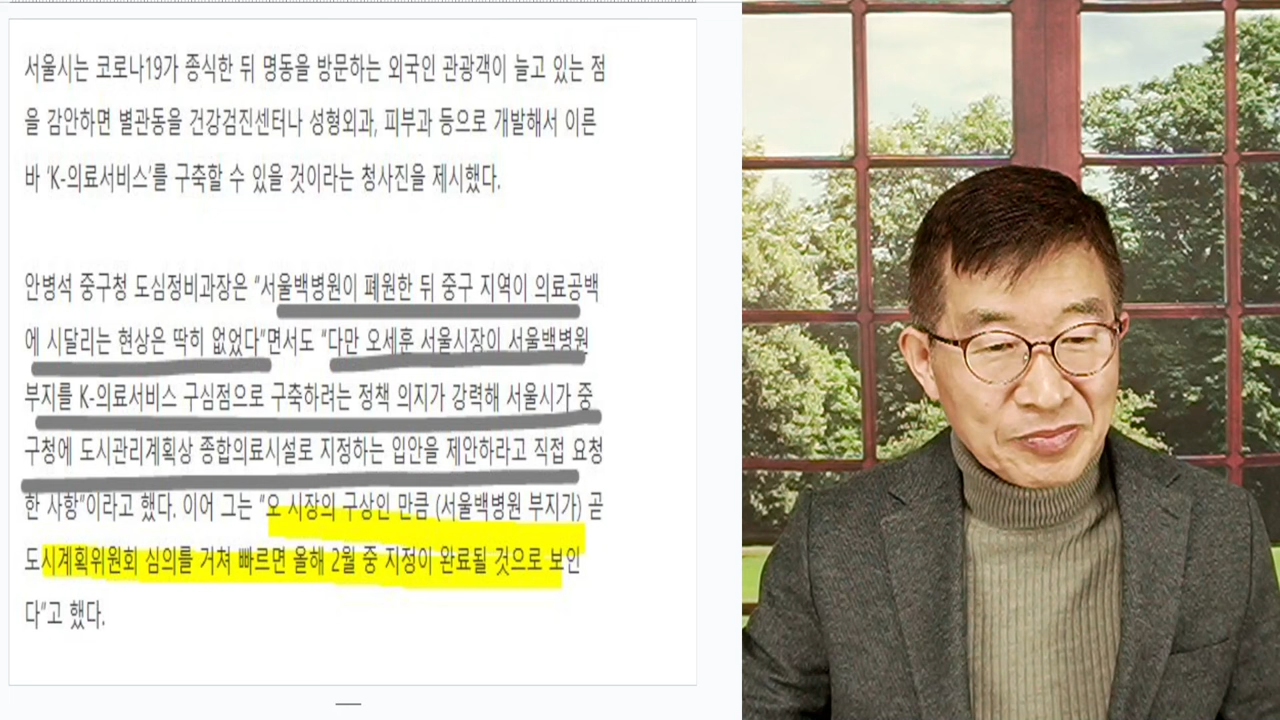 서울시는 코로나19가 종식한 뒤 명동을 방문하는 외국인 관광객이 늘고 있는 점
을 감안하면 별관동을 건강검진센터나 성형외과, 피부과 등으로 개발해서 이른
바 'K-의료서비스'를 구축할 수 있을 것이라는 청사진을 제시했다.
안병석 중구청 도심정비과장은 "서울백병원이 폐원한 뒤 중구 지역이 의료공백
에 시달리는 현상은 딱히 없었다"면서도 "다만 오세훈 서울시장이 서울백병원
부지를 K-의료서비스 구심점으로 구축하려는 정책 의지가 강력해 서울시가 중
구청에 도시관리계획상 종합의료시설로 지정하는 입안을 제안하라고 직접 요청
한 사항"이라고 했다. 이어 그는 "오 시장의 구상인 만큼 (서울백병원 부지가) 곧
도시계획위원회 심의를 거쳐 빠르면 올해 2월 중 지정이 완료될 것으로 보인
다"고 했다.